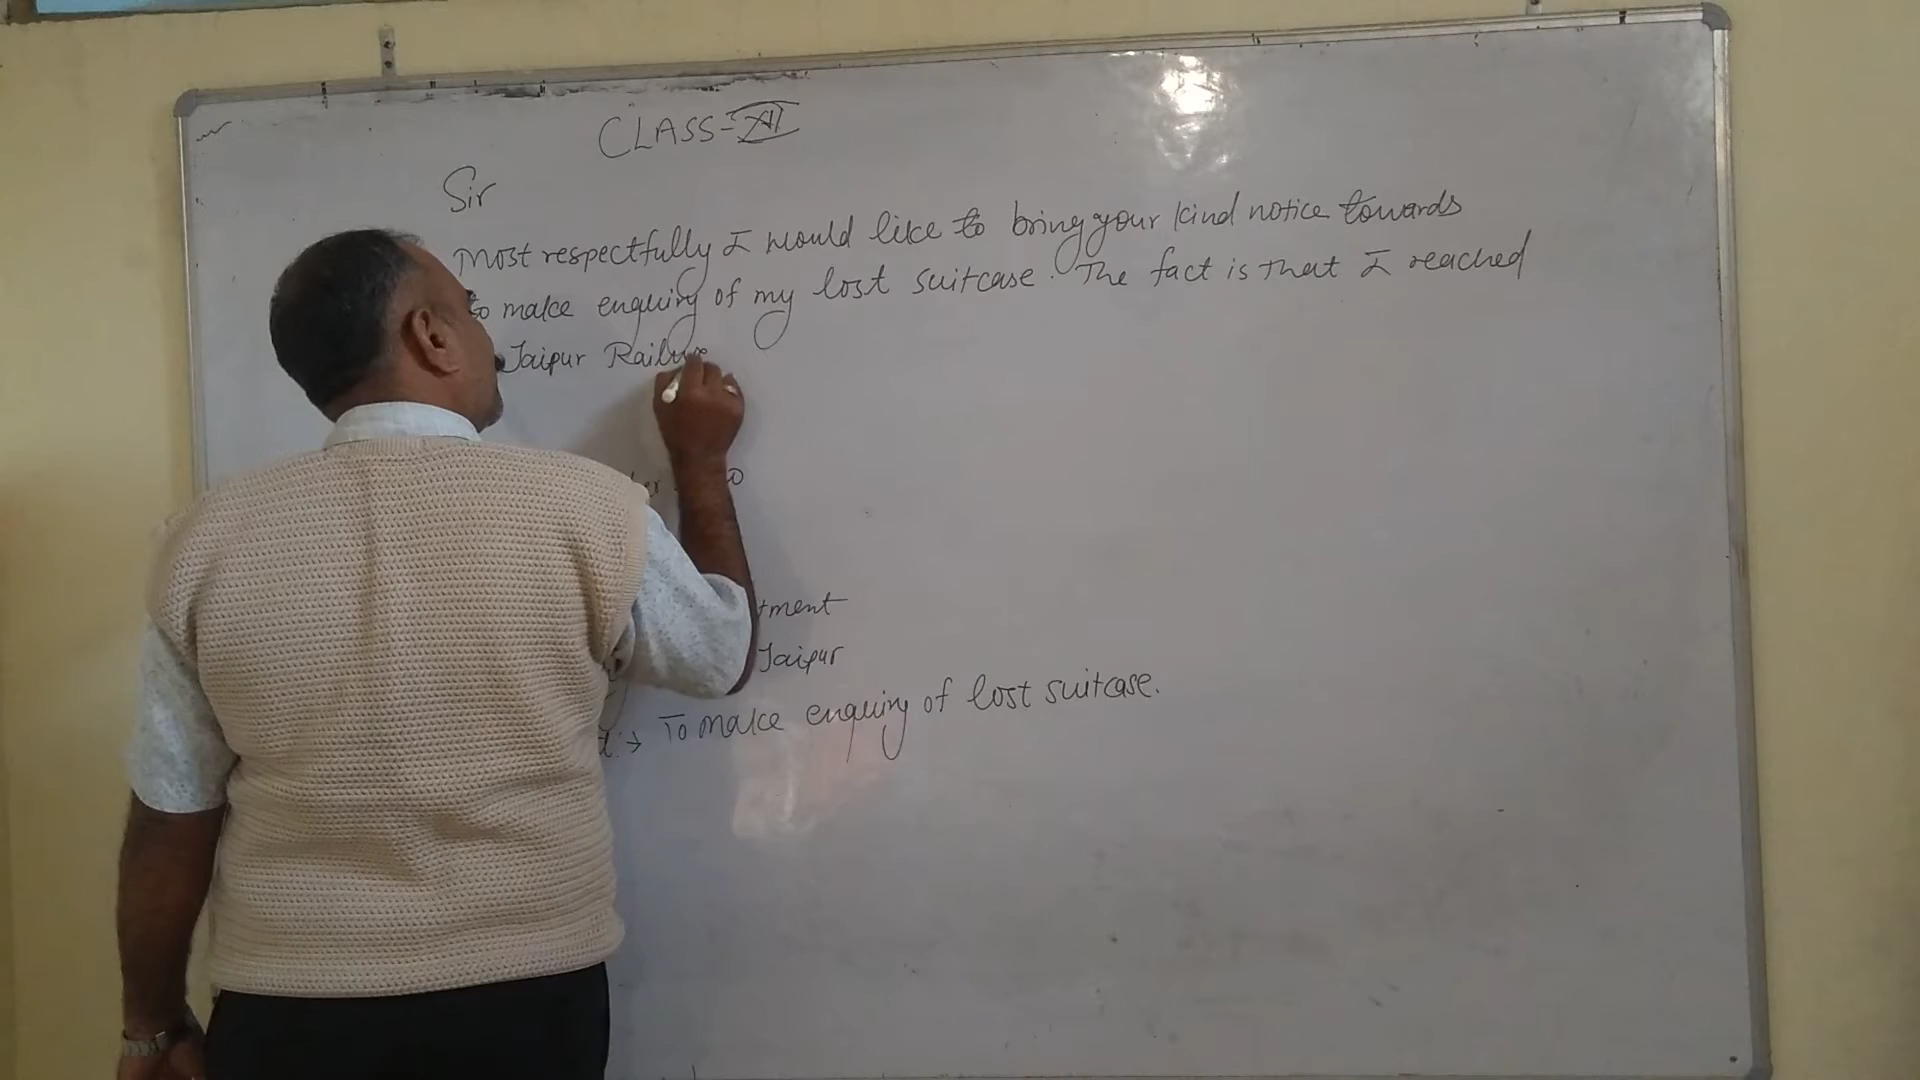 CLASS-XII
Sir
Most respectfully I would like to bring your kind notice towards
to make enquiry of my lost suitcase. The fact is that I reached
Jaipur Railw
tment
Jaipur
To make enquiry of lost suitcase.